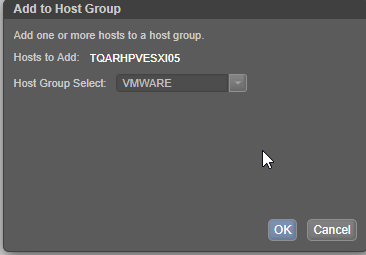 Add to Host Group
Add one or more hosts to a host group.
Hosts to Add: TQARHPVESXI05
Host Group Select: VMWARE
OK Cancel